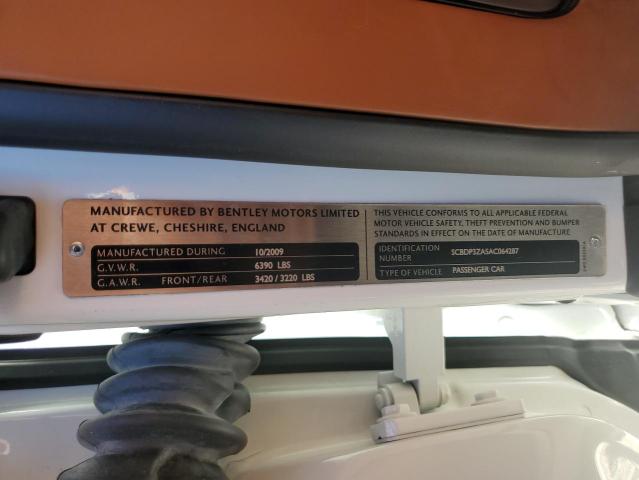 MANUFACTURED BY BENTLEY MOTORS LIMITED
AT CREWE, CHESHIRE, ENGLAND
MANUFACTURED DURING 10/2009
G.V.W.R. 6390 LBS
G.A.W.R. FRONT/REAR 3420 / 3220 LBS
THIS VEHICLE CONFORMS TO ALL APPLICABLE FEDERAL
MOTOR VEHICLE SAFETY, THEFT PREVENTION AND BUMPER
STANDARDS IN EFFECT ON THE DATE OF MANUFACTURE
IDENTIFICATION
NUMBER SCBDP3ZA5AC064287
TYPE OF VEHICLE PASSENGER CAR